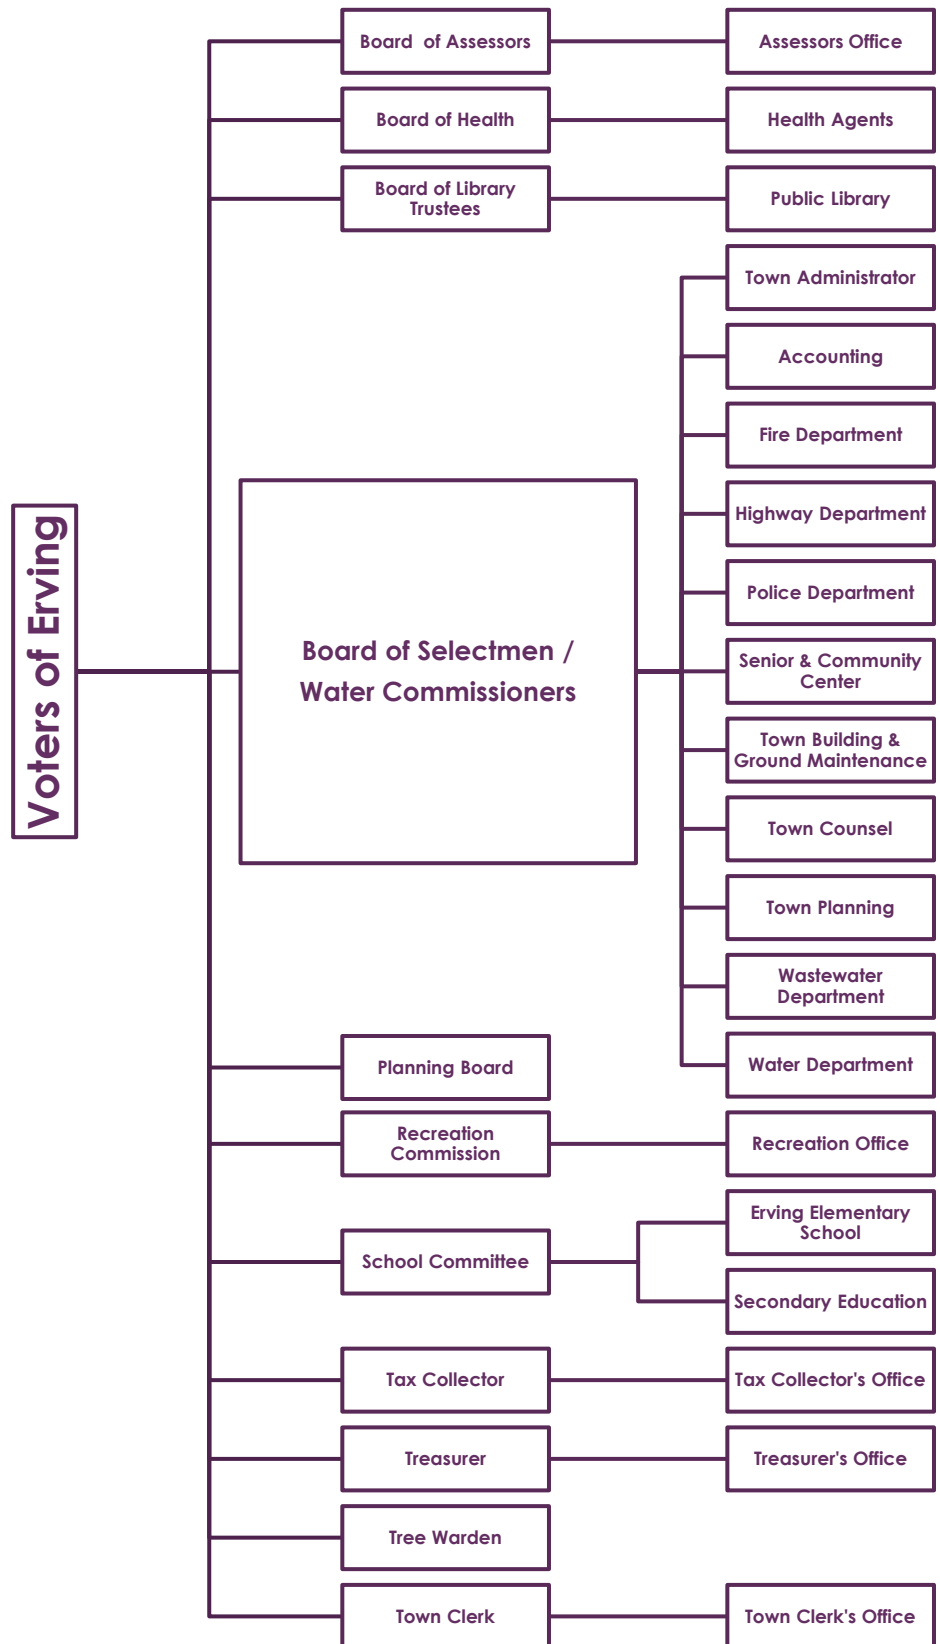 Voters of Erving
Board of Assessors
Assessors Office
Board of Health
Health Agents
Board of Library
Trustees
Public Library
Board of Selectmen /
Water Commissioners
Town Administrator
Accounting
Fire Department
Highway Department
Police Department
Senior & Community
Center
Town Building &
Ground Maintenance
Town Counsel
Town Planning
Wastewater
Department
Water Department
Planning Board
Recreation
Commission
Recreation Office
School Committee
Erving Elementary
School
Secondary Education
Tax Collector
Tax Collector's Office
Treasurer
Treasurer's Office
Tree Warden
Town Clerk
Town Clerk's Office